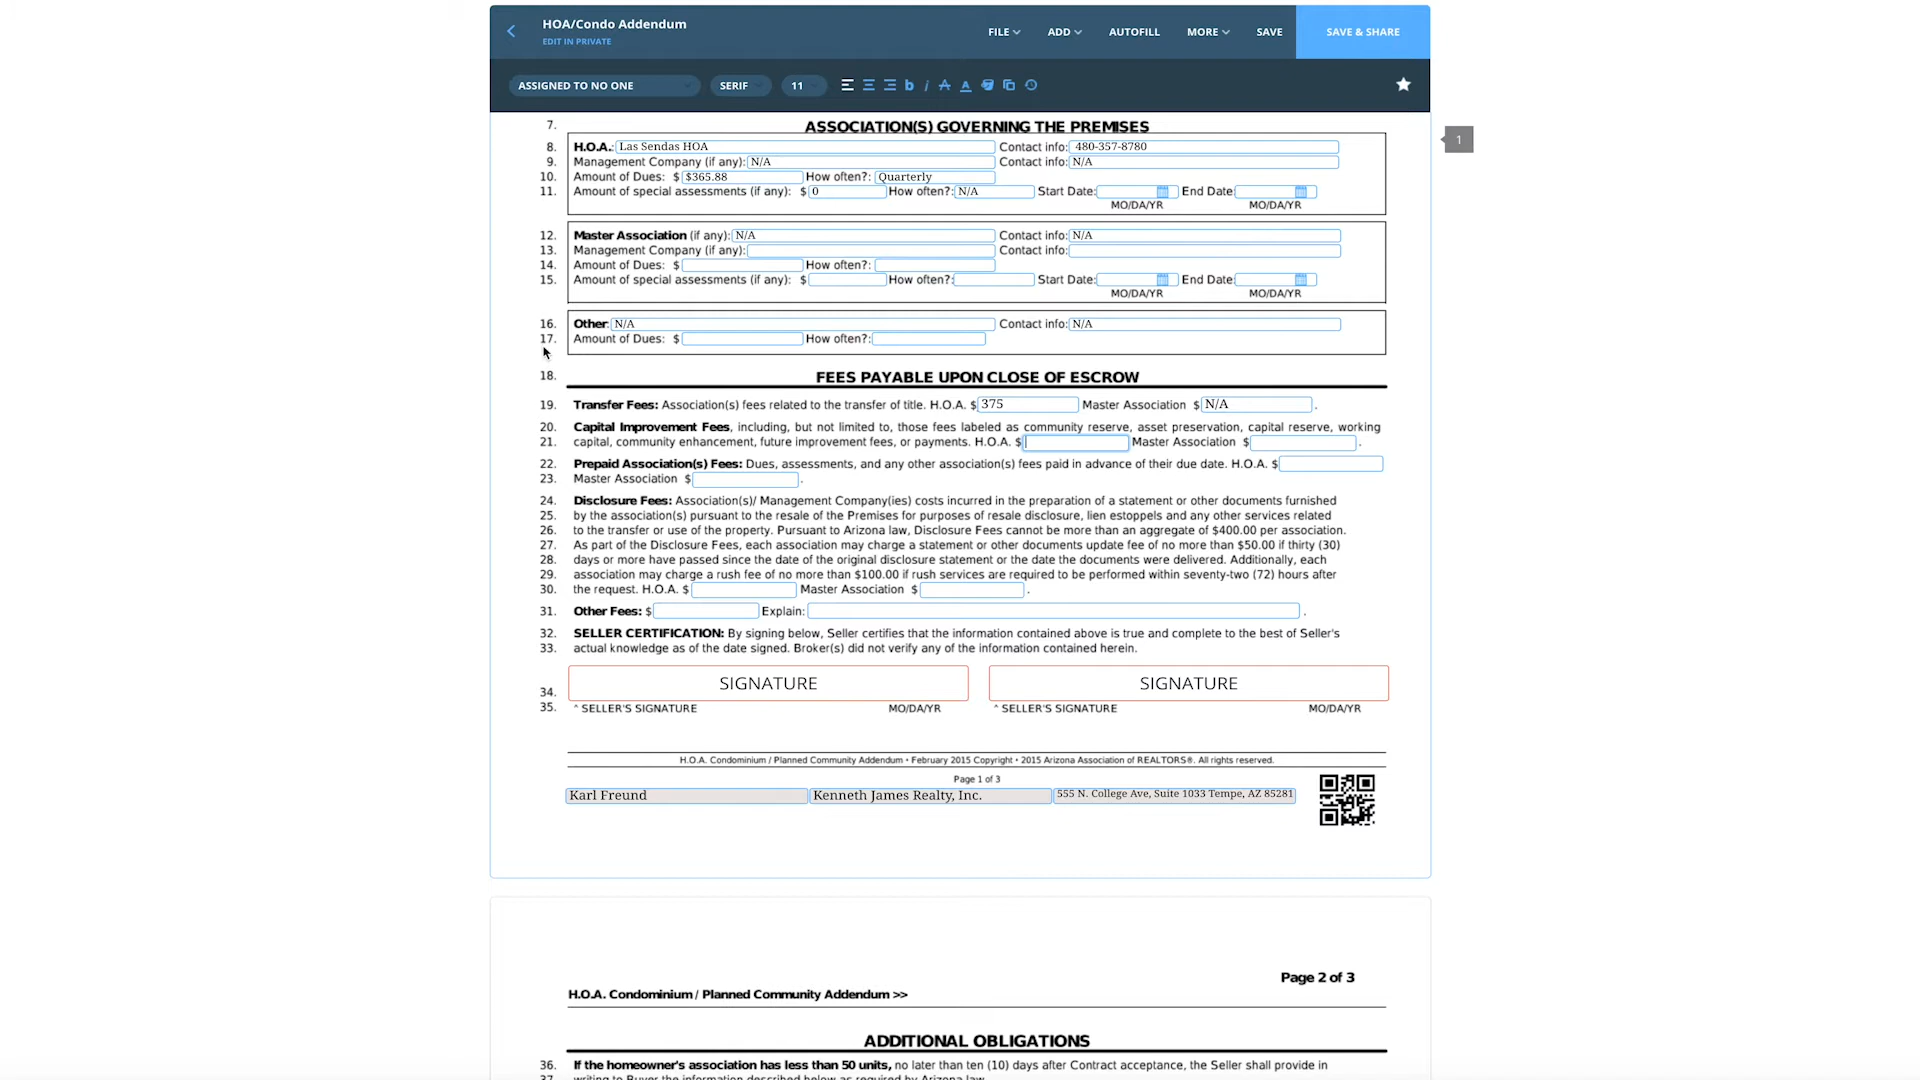 HOA/Condo Addendum
EDIT IN PRIVATE
FILE ADD AUTOFILL MORE SAVE SAVE & SHARE
ASSIGNED TO NO ONE SERIF 11 b i A A
1
7. ASSOCIATION(S) GOVERNING THE PREMISES
8. H.O.A.: Las Sendas HOA Contact info: 480-357-8780
9. Management Company (if any): N/A Contact info: N/A
10. Amount of Dues: $ $365.88 How often?: Quarterly
11. Amount of special assessments (if any): $ 0 How often?: N/A Start Date: End Date:
MO/DA/YR MO/DA/YR
12. Master Association (if any): N/A Contact info: N/A
13. Management Company (if any): Contact info:
14. Amount of Dues: $ How often?:
15. Amount of special assessments (if any): $ How often?: Start Date: End Date:
MO/DA/YR MO/DA/YR
16. Other: N/A Contact info: N/A
17. Amount of Dues: $ How often?:
18. FEES PAYABLE UPON CLOSE OF ESCROW
19. Transfer Fees: Association(s) fees related to the transfer of title. H.O.A. $ 375 Master Association $ N/A .
20. Capital Improvement Fees, including, but not limited to, those fees labeled as community reserve, asset preservation, capital reserve, working
21. capital, community enhancement, future improvement fees, or payments. H.O.A. $ Master Association $ .
22. Prepaid Association(s) Fees: Dues, assessments, and any other association(s) fees paid in advance of their due date. H.O.A. $
23. Master Association $ .
24. Disclosure Fees: Association(s)/ Management Company(ies) costs incurred in the preparation of a statement or other documents furnished
25. by the association(s) pursuant to the resale of the Premises for purposes of resale disclosure, lien estoppels and any other services related
26. to the transfer or use of the property. Pursuant to Arizona law, Disclosure Fees cannot be more than an aggregate of $400.00 per association.
27. As part of the Disclosure Fees, each association may charge a statement or other documents update fee of no more than $50.00 if thirty (30)
28. days or more have passed since the date of the original disclosure statement or the date the documents were delivered. Additionally, each
29. association may charge a rush fee of no more than $100.00 if rush services are required to be performed within seventy-two (72) hours after
30. the request. H.O.A. $ Master Association $ .
31. Other Fees: $ Explain: .
32. SELLER CERTIFICATION: By signing below, Seller certifies that the information contained above is true and complete to the best of Seller's
33. actual knowledge as of the date signed. Broker(s) did not verify any of the information contained herein.
34. SIGNATURE SIGNATURE
35. ^ SELLER'S SIGNATURE MO/DA/YR ^ SELLER'S SIGNATURE MO/DA/YR
H.O.A. Condominium / Planned Community Addendum • February 2015 Copyright • 2015 Arizona Association of REALTORS®. All rights reserved.
Page 1 of 3
Karl Freund Kenneth James Realty, Inc. 555 N. College Ave, Suite 1033 Tempe, AZ 85281
Page 2 of 3
H.O.A. Condominium / Planned Community Addendum >>
ADDITIONAL OBLIGATIONS
36. If the homeowner's association has less than 50 units, no later than ten (10) days after Contract acceptance, the Seller shall provide in
37. writing to Buyer the information described below as required by Arizona law.